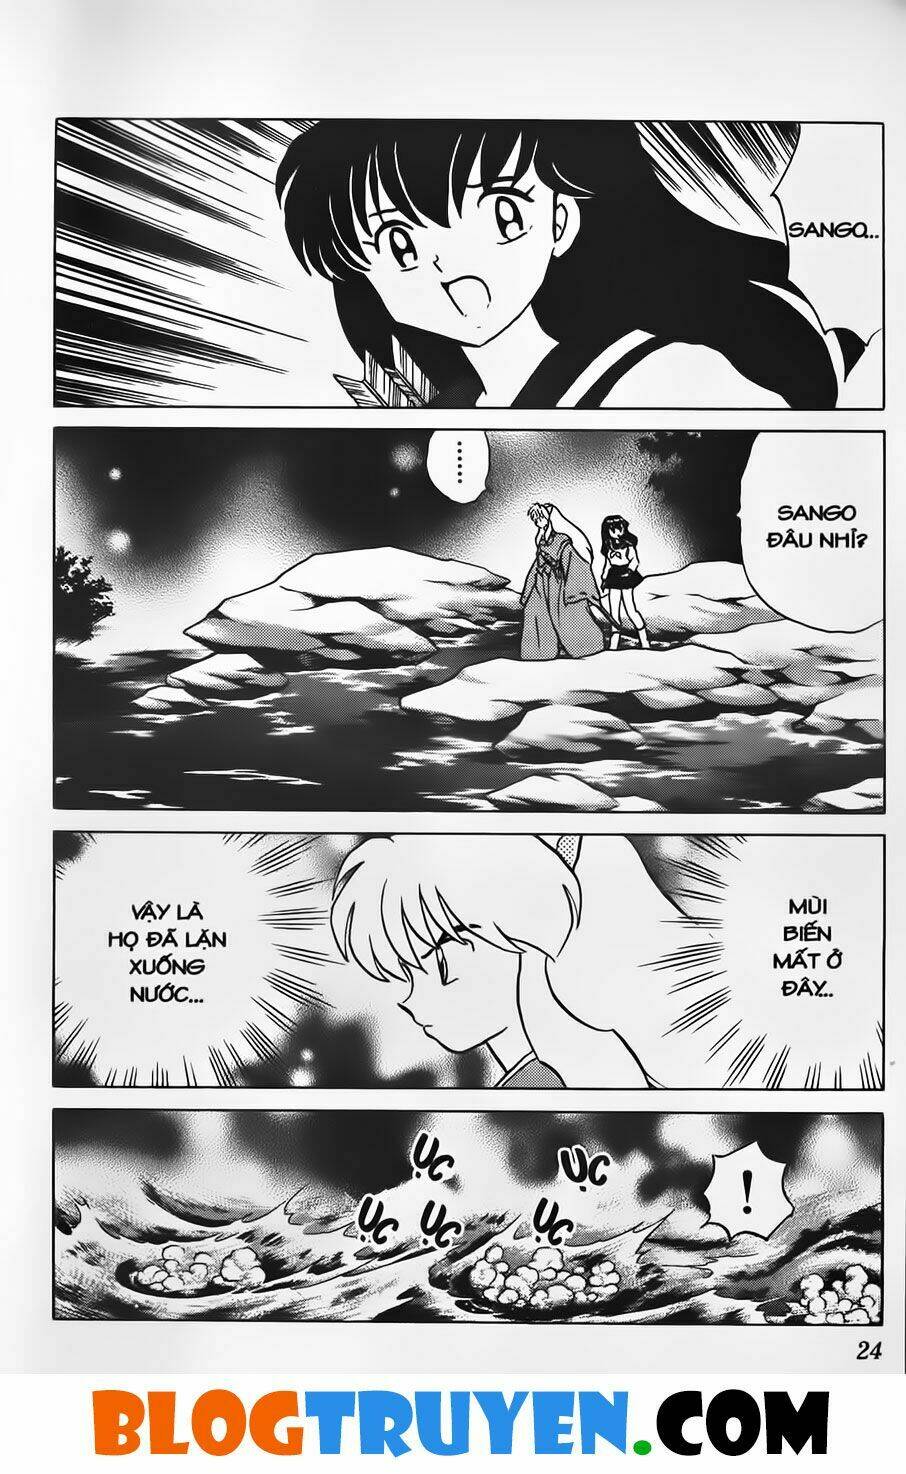 SANGO...
......
SANGO
ĐÂU NHỈ?
MÙI
BIẾN
MẤT Ở
ĐÂY...
VẬY LÀ
HỌ ĐÃ LẶN
XUỐNG
NƯỚC...
!
ỤC
ỤC
ỤC
ỤC
ỤC
24
BLOGTRUYEN.COM